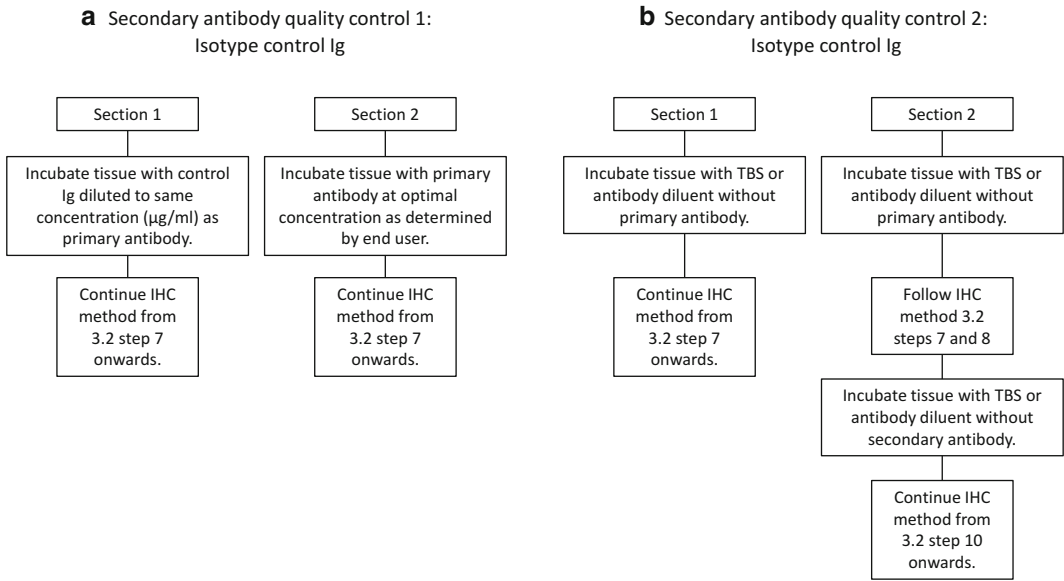 a Secondary antibody quality control 1:
Isotype control Ig
Section 1
Incubate tissue with control
Ig diluted to same
concentration (µg/ml) as
primary antibody.
Continue IHC
method from
3.2 step 7
onwards.
Section 2
Incubate tissue with primary
antibody at optimal
concentration as determined
by end user.
Continue IHC
method from
3.2 step 7
onwards.
b Secondary antibody quality control 2:
Isotype control Ig
Section 1
Incubate tissue with TBS or
antibody diluent without
primary antibody.
Continue IHC
method from
3.2 step 7
onwards.
Section 2
Incubate tissue with TBS or
antibody diluent without
primary antibody.
Follow IHC
method 3.2
steps 7 and 8
Incubate tissue with TBS or
antibody diluent without
secondary antibody.
Continue IHC
method from
3.2 step 10
onwards.